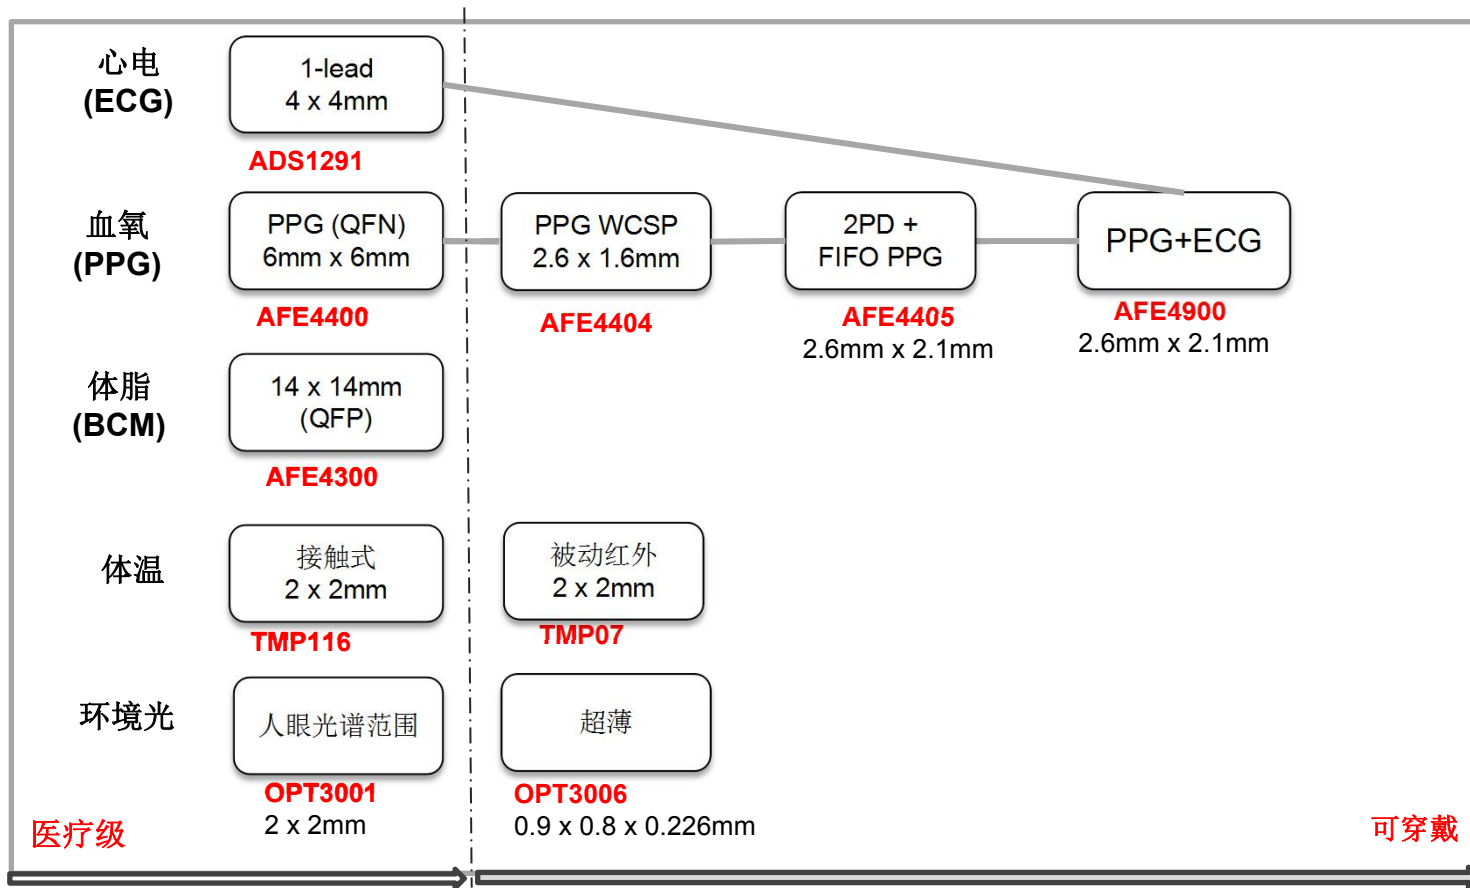 心电
(ECG)
1-lead
4 x 4mm
ADS1291
血氧
(PPG)
PPG (QFN)
6mm x 6mm
AFE4400
PPG WCSP
2.6 x 1.6mm
AFE4404
2PD +
FIFO PPG
AFE4405
2.6mm x 2.1mm
PPG+ECG
AFE4900
2.6mm x 2.1mm
体脂
(BCM)
14 x 14mm
(QFP)
AFE4300
体温
接触式
2 x 2mm
TMP116
被动红外
2 x 2mm
TMP07
环境光
人眼光谱范围
OPT3001
2 x 2mm
超薄
OPT3006
0.9 x 0.8 x 0.226mm
医疗级
可穿戴